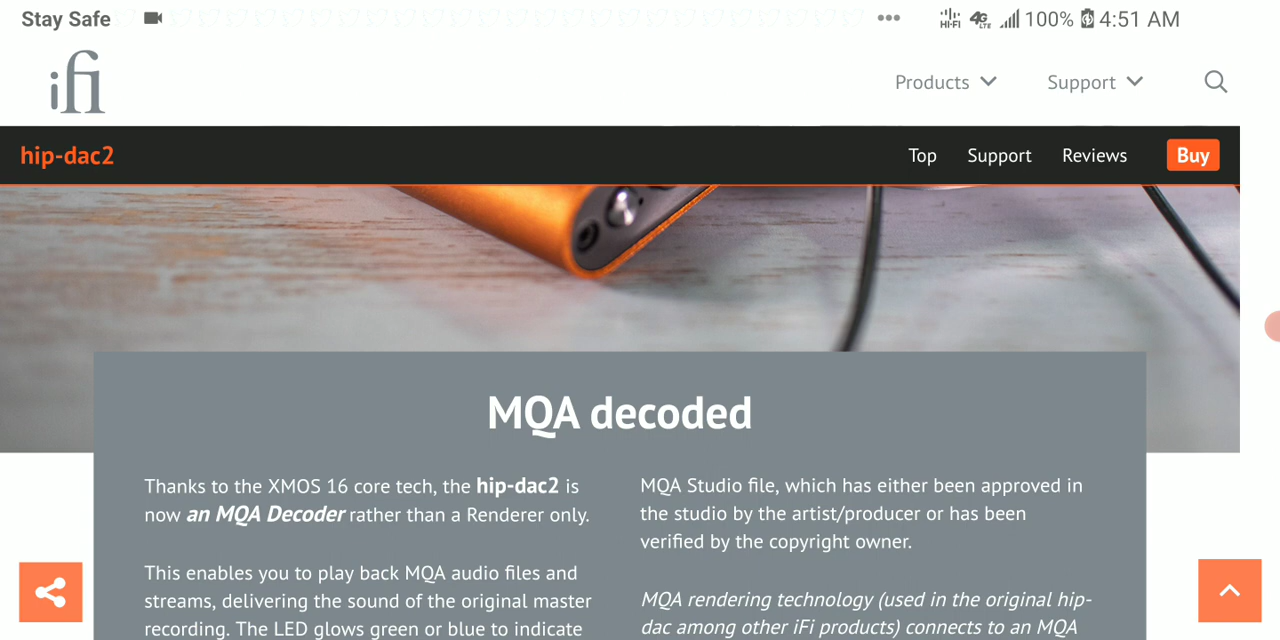 Stay Safe
HI-FI 4G LTE 100% 4:51 AM
ifi
Products Support
hip-dac2
Top Support Reviews Buy
MQA decoded
Thanks to the XMOS 16 core tech, the hip-dac2 is
now an MQA Decoder rather than a Renderer only.
This enables you to play back MQA audio files and
streams, delivering the sound of the original master
recording. The LED glows green or blue to indicate
MQA Studio file, which has either been approved in
the studio by the artist/producer or has been
verified by the copyright owner.
MQA rendering technology (used in the original hip-
dac among other iFi products) connects to an MQA